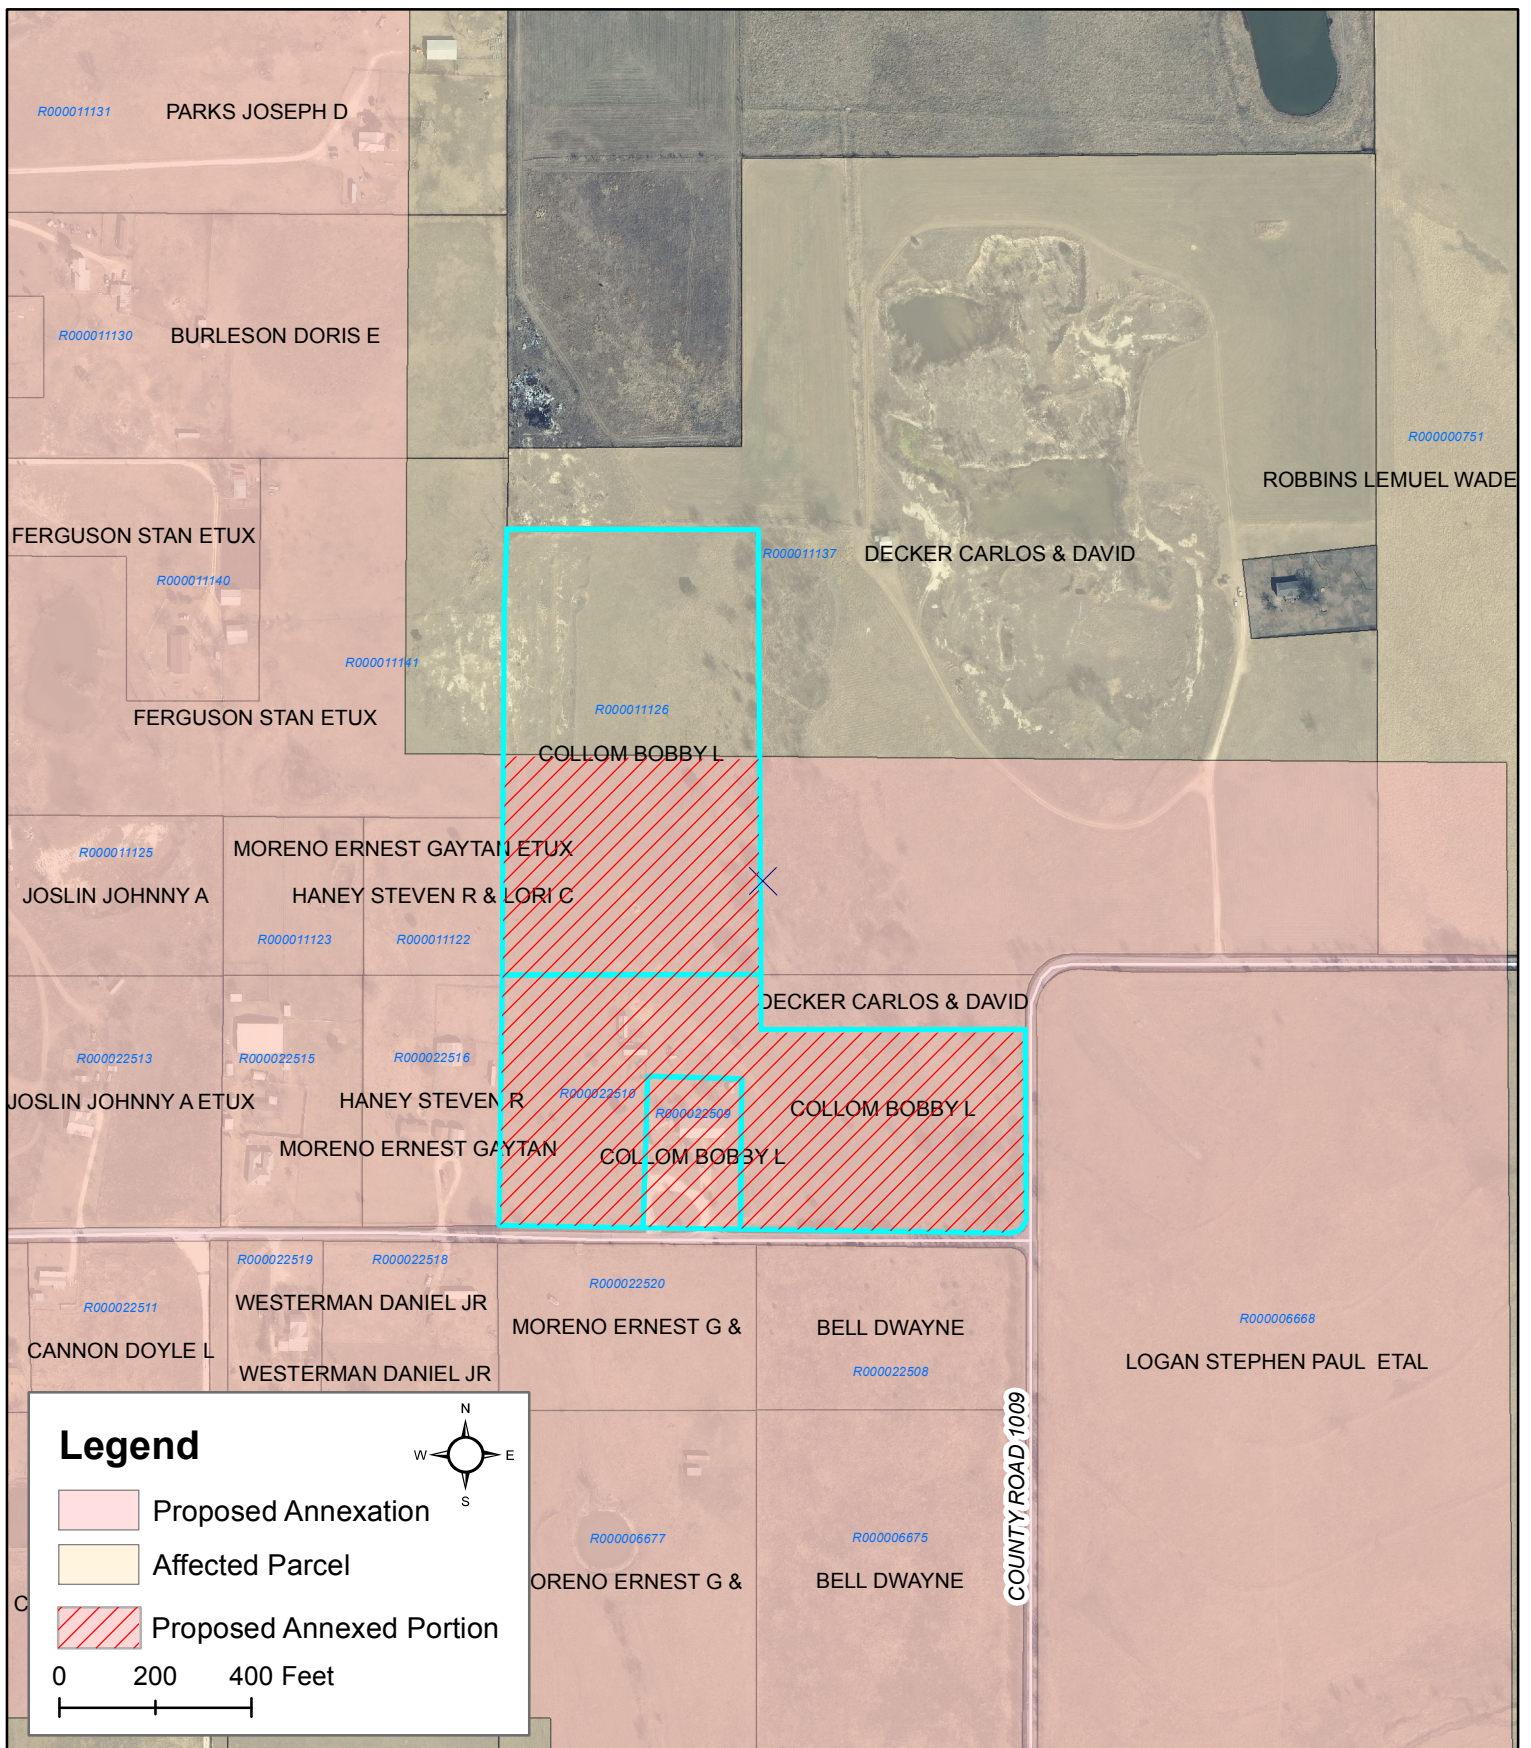 R000011131
PARKS JOSEPH D
R000011130
BURLESON DORIS E
R000000751
ROBBINS LEMUEL WADE
FERGUSON STAN ETUX
R000011140
R000011137
DECKER CARLOS & DAVID
R000011141
FERGUSON STAN ETUX
R000011126
COLLOM BOBBY L
R000011125
JOSLIN JOHNNY A
MORENO ERNEST GAYTAN ETUX
HANEY STEVEN R & LORI C
R000011123
R000011122
DECKER CARLOS & DAVID
R000022513
R000022515
R000022516
JOSLIN JOHNNY A ETUX
HANEY STEVEN R
MORENO ERNEST GAYTAN
R000022510
R000022509
COLLOM BOBBY L
COLLOM BOBBY L
R000022519
R000022518
R000022511
WESTERMAN DANIEL JR
CANNON DOYLE L
WESTERMAN DANIEL JR
R000022520
MORENO ERNEST G &
BELL DWAYNE
R000022508
R000006668
LOGAN STEPHEN PAUL ETAL
COUNTY ROAD 1009
R000006677
ORENO ERNEST G &
R000006675
BELL DWAYNE
C
Legend
N
W
E
S
Proposed Annexation
Affected Parcel
Proposed Annexed Portion
0 200 400 Feet